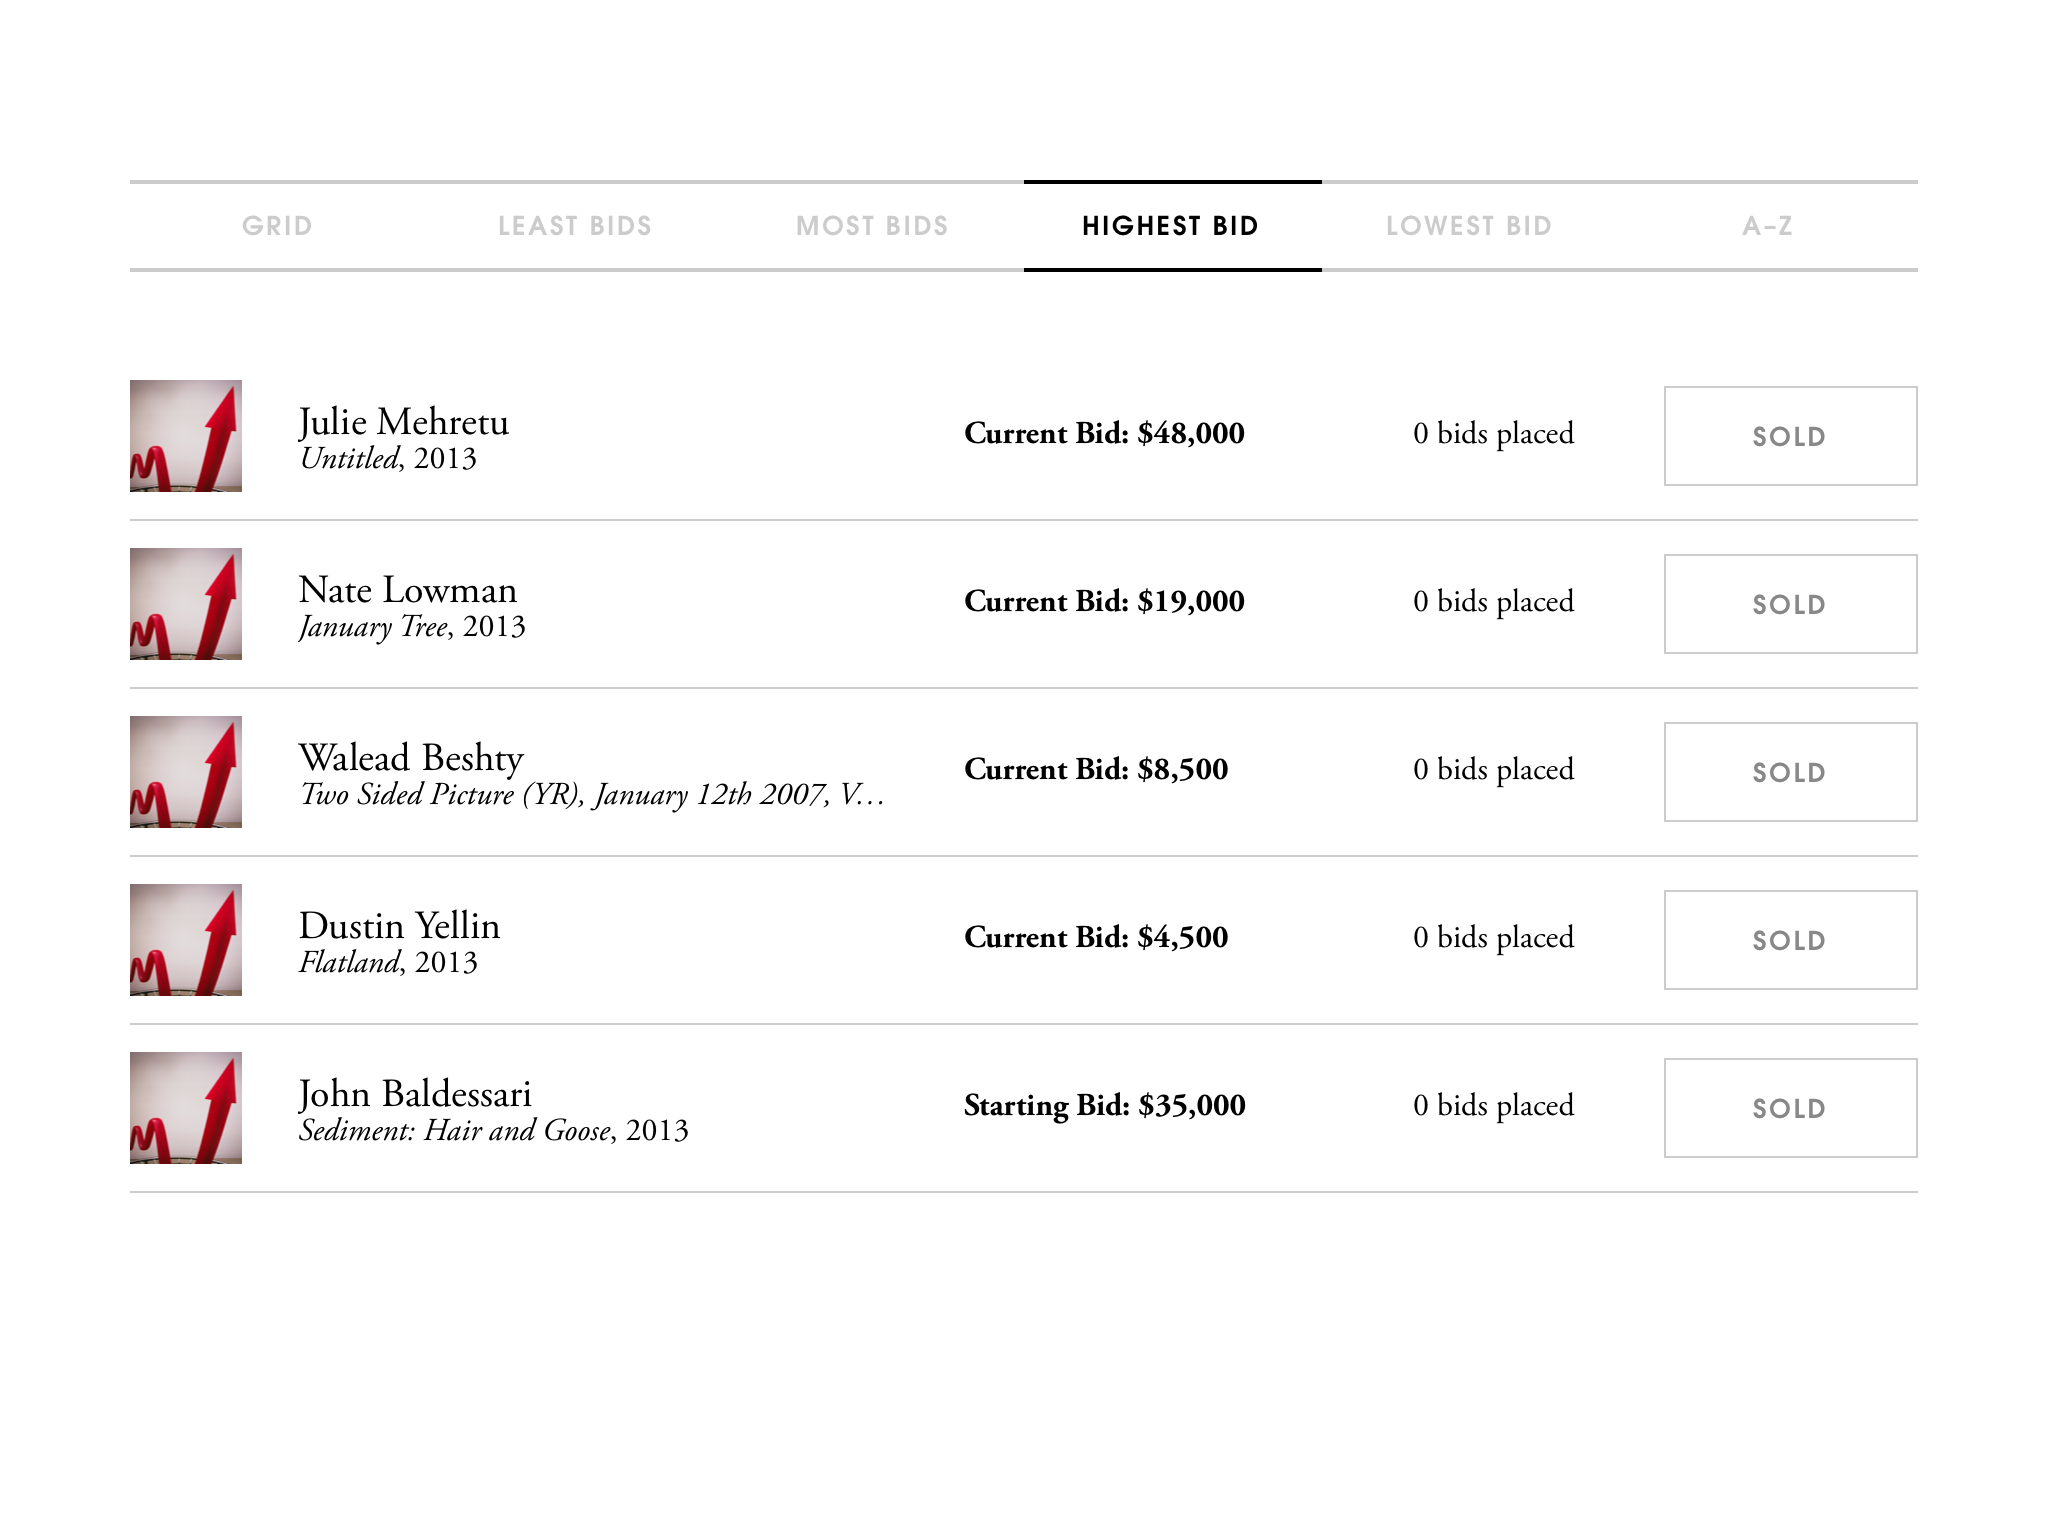 GRID LEAST BIDS MOST BIDS HIGHEST BID LOWEST BID A–Z
Julie Mehretu
Untitled, 2013
Current Bid: $48,000
0 bids placed
SOLD
Nate Lowman
January Tree, 2013
Current Bid: $19,000
0 bids placed
SOLD
Walead Beshty
Two Sided Picture (YR), January 12th 2007, V…
Current Bid: $8,500
0 bids placed
SOLD
Dustin Yellin
Flatland, 2013
Current Bid: $4,500
0 bids placed
SOLD
John Baldessari
Sediment: Hair and Goose, 2013
Starting Bid: $35,000
0 bids placed
SOLD